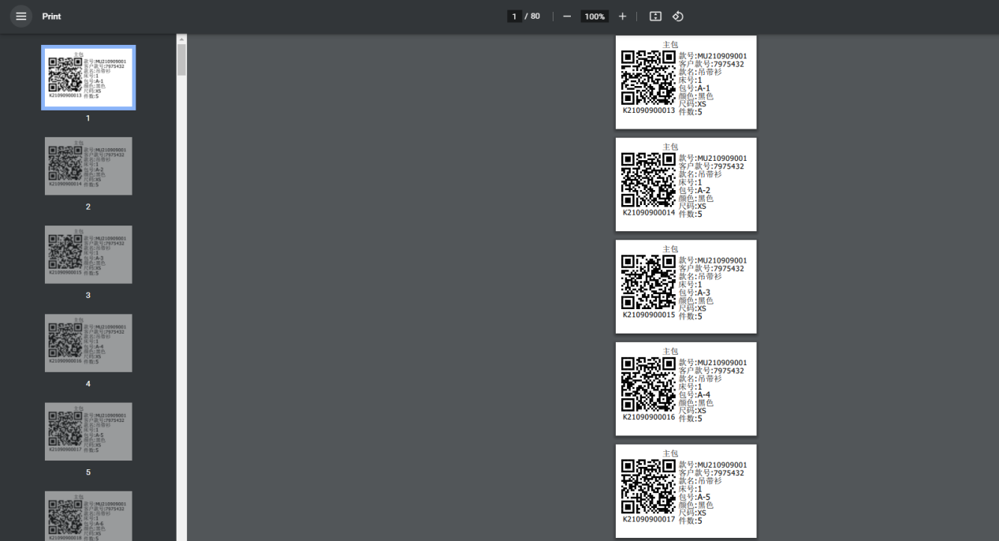 Print
1 / 80
100%
主包
款号:MU210909001
客户款号:7975432
款名:吊带衫
床号:1
包号:A-1
颜色:黑色
尺码:XS
件数:5
K21090900013
1
主包
款号:MU210909001
客户款号:7975432
款名:吊带衫
床号:1
包号:A-2
颜色:黑色
尺码:XS
件数:5
K21090900014
2
主包
款号:MU210909001
客户款号:7975432
款名:吊带衫
床号:1
包号:A-3
颜色:黑色
尺码:XS
件数:5
K21090900015
3
主包
款号:MU210909001
客户款号:7975432
款名:吊带衫
床号:1
包号:A-4
颜色:黑色
尺码:XS
件数:5
K21090900016
4
主包
款号:MU210909001
客户款号:7975432
款名:吊带衫
床号:1
包号:A-5
颜色:黑色
尺码:XS
件数:5
K21090900017
5
主包
款号:MU210909001
客户款号:7975432
款名:吊带衫
床号:1
包号:A-6
颜色:黑色
尺码:XS
件数:5
K21090900018
主包
款号:MU210909001
客户款号:7975432
款名:吊带衫
床号:1
包号:A-1
颜色:黑色
尺码:XS
件数:5
K21090900013
主包
款号:MU210909001
客户款号:7975432
款名:吊带衫
床号:1
包号:A-2
颜色:黑色
尺码:XS
件数:5
K21090900014
主包
款号:MU210909001
客户款号:7975432
款名:吊带衫
床号:1
包号:A-3
颜色:黑色
尺码:XS
件数:5
K21090900015
主包
款号:MU210909001
客户款号:7975432
款名:吊带衫
床号:1
包号:A-4
颜色:黑色
尺码:XS
件数:5
K21090900016
主包
款号:MU210909001
客户款号:7975432
款名:吊带衫
床号:1
包号:A-5
颜色:黑色
尺码:XS
件数:5
K21090900017